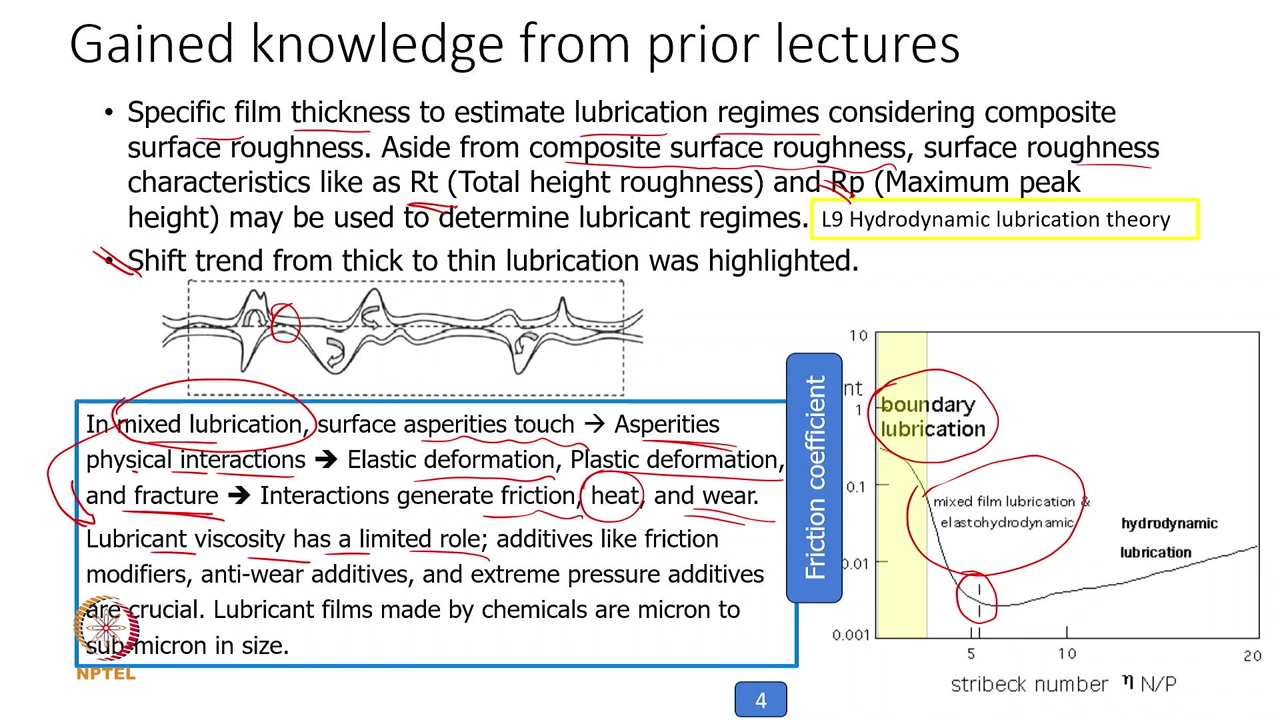 Gained knowledge from prior lectures
• Specific film thickness to estimate lubrication regimes considering composite
surface roughness. Aside from composite surface roughness, surface roughness
characteristics like as Rt (Total height roughness) and Rp (Maximum peak
height) may be used to determine lubricant regimes.
L9 Hydrodynamic lubrication theory
• Shift trend from thick to thin lubrication was highlighted.
In mixed lubrication, surface asperities touch → Asperities
physical interactions ➔ Elastic deformation, Plastic deformation,
and fracture ➔ Interactions generate friction, heat, and wear.
Lubricant viscosity has a limited role; additives like friction
modifiers, anti-wear additives, and extreme pressure additives
are crucial. Lubricant films made by chemicals are micron to
sub-micron in size.
NPTEL
Friction coefficient
nt
10
1
0.1
0.01
0.001
boundary
lubrication
mixed film lubrication &
elastohydrodynamic
hydrodynamic
lubrication
5
10
20
stribeck number η N/P
4